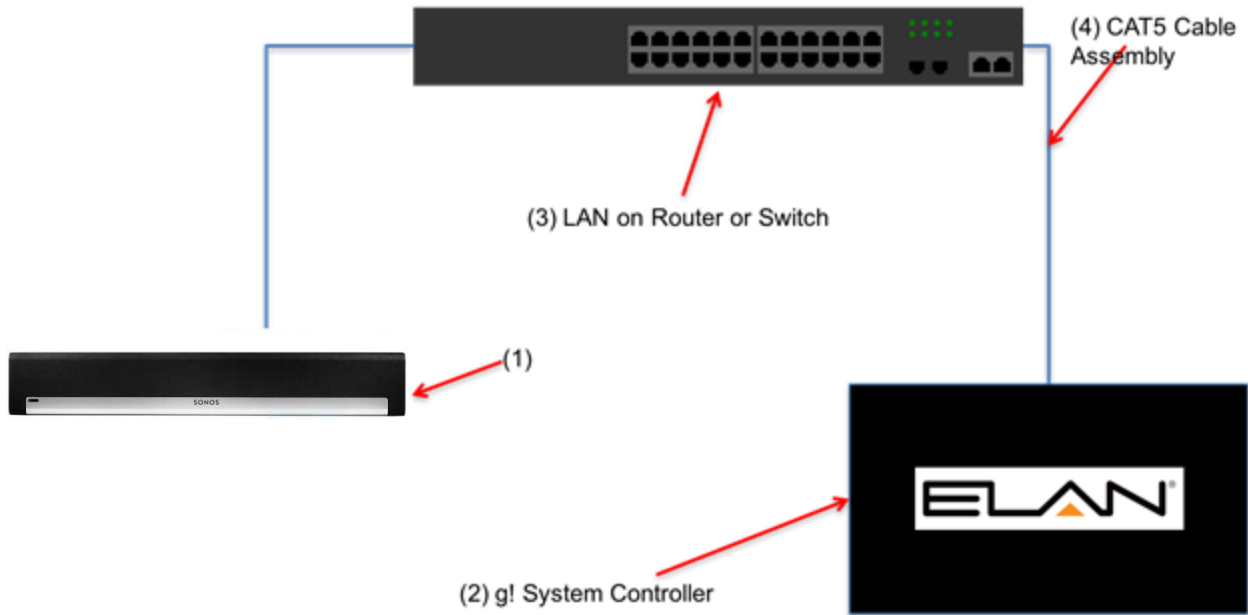 (4) CAT5 Cable
Assembly
(3) LAN on Router or Switch
(1)
SONOS
ELAN®
(2) g! System Controller